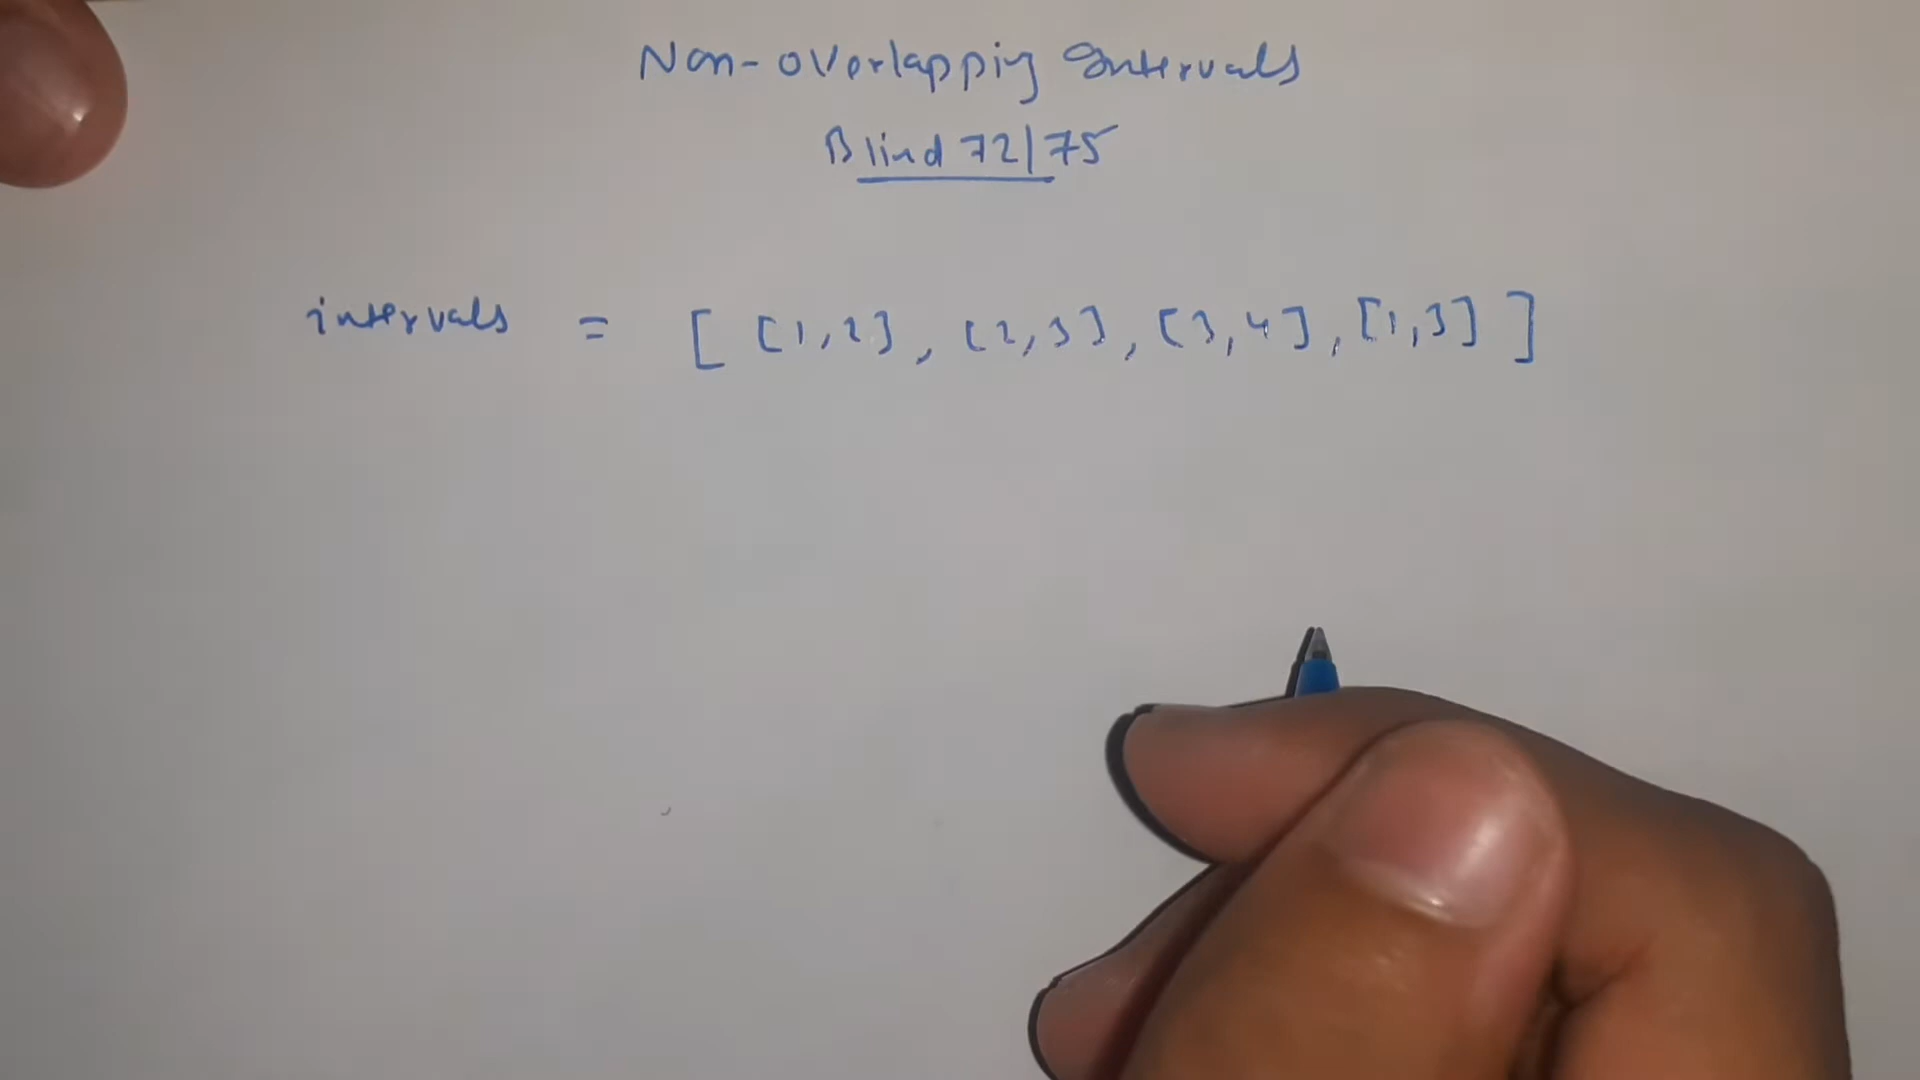 Non-overlapping Intervals
Blind 72/75
intervals = [ [1,2], [2,3], [3,4], [1,3] ]